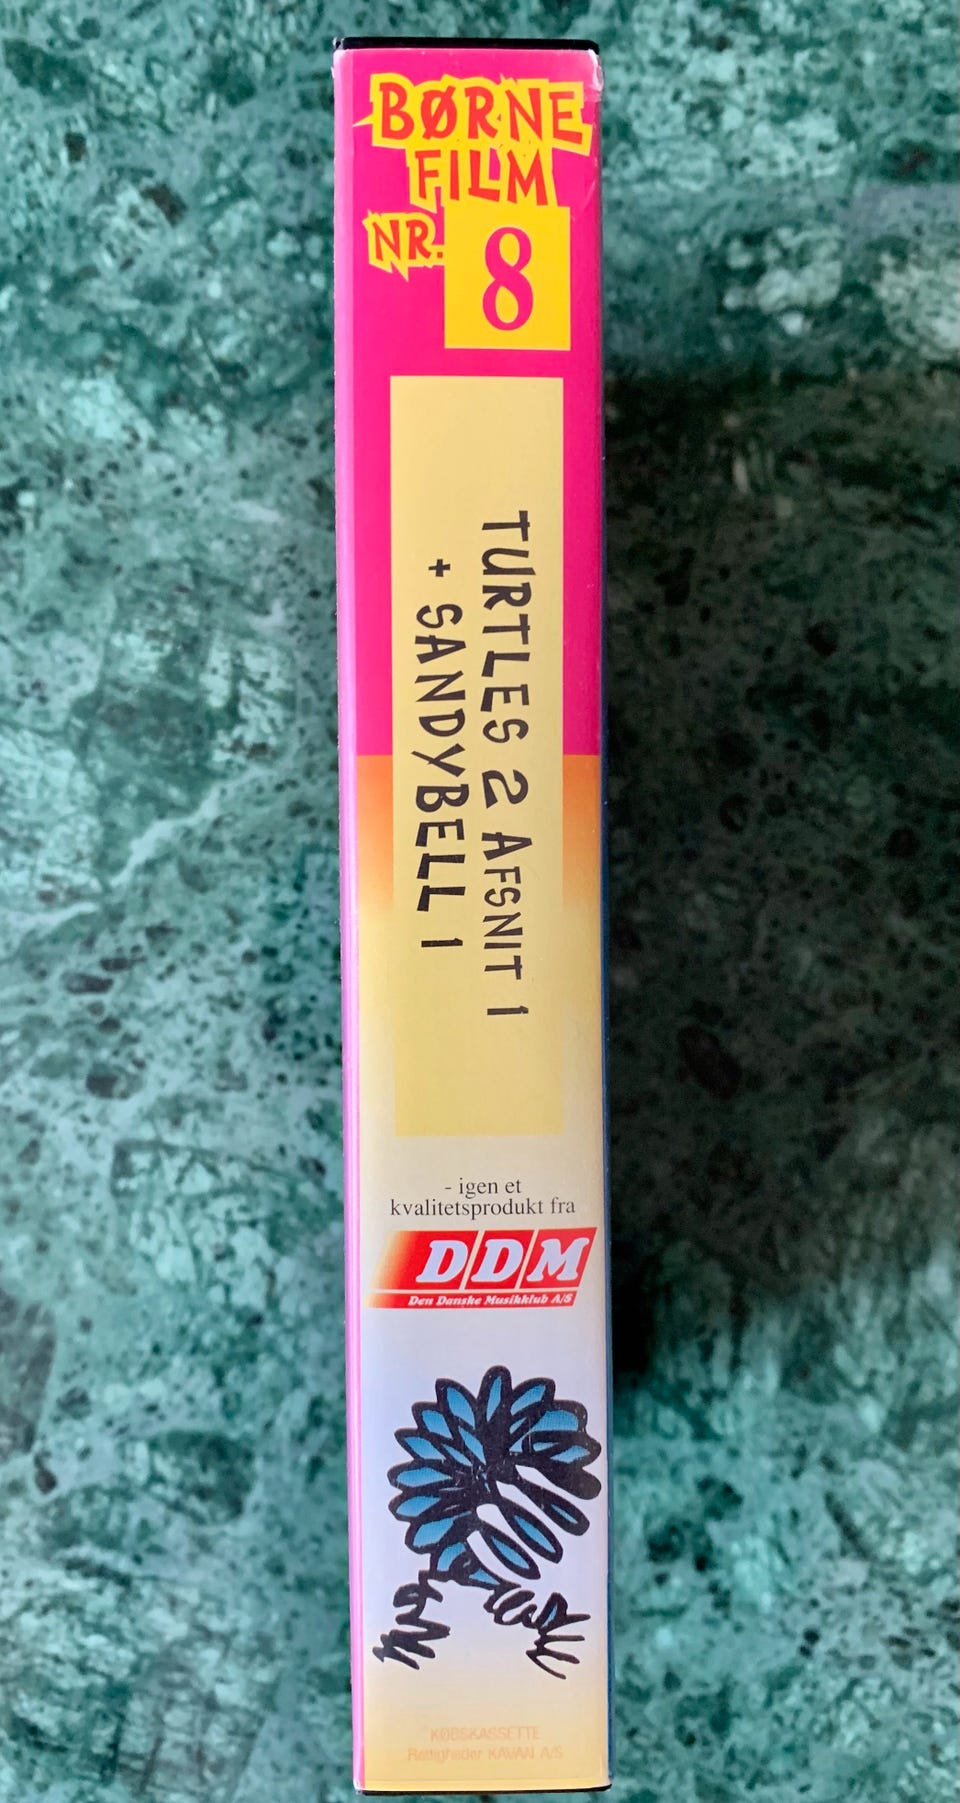 BØRNE
FILM
NR. 8
TURTLES 2 AFSNIT 1
+ SANDYBELL 1
- igen et
kvalitetsprodukt fra
DDM
Den Danske Musikklub A/S
KØBSKASSETTE
Rettigheder KAVAN A/S